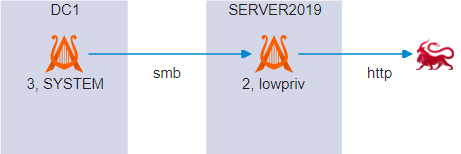 DC1
SERVER2019
3, SYSTEM
smb
2, lowpriv
http